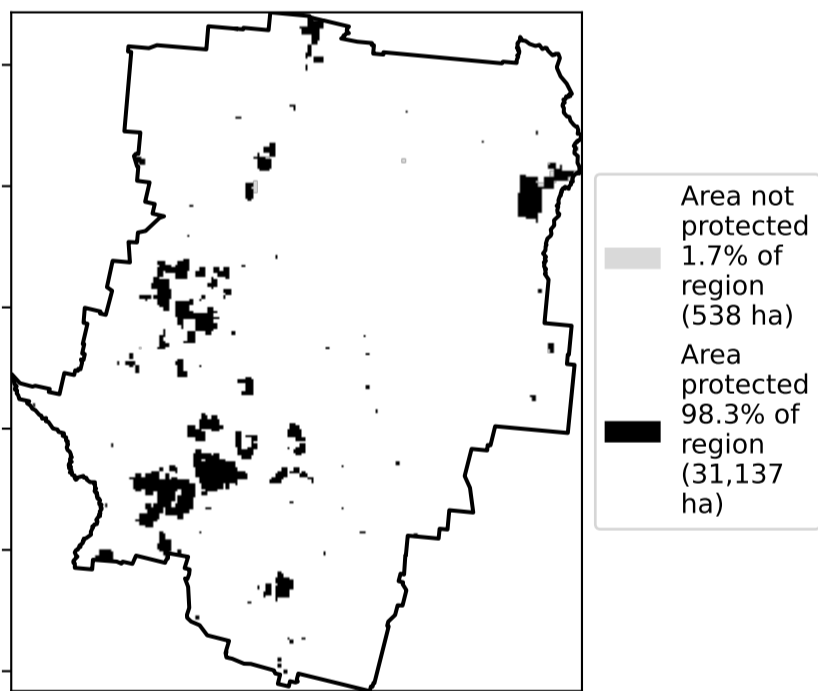 Area not
protected
1.7% of
region
(538 ha)
Area
protected
98.3% of
region
(31,137
ha)